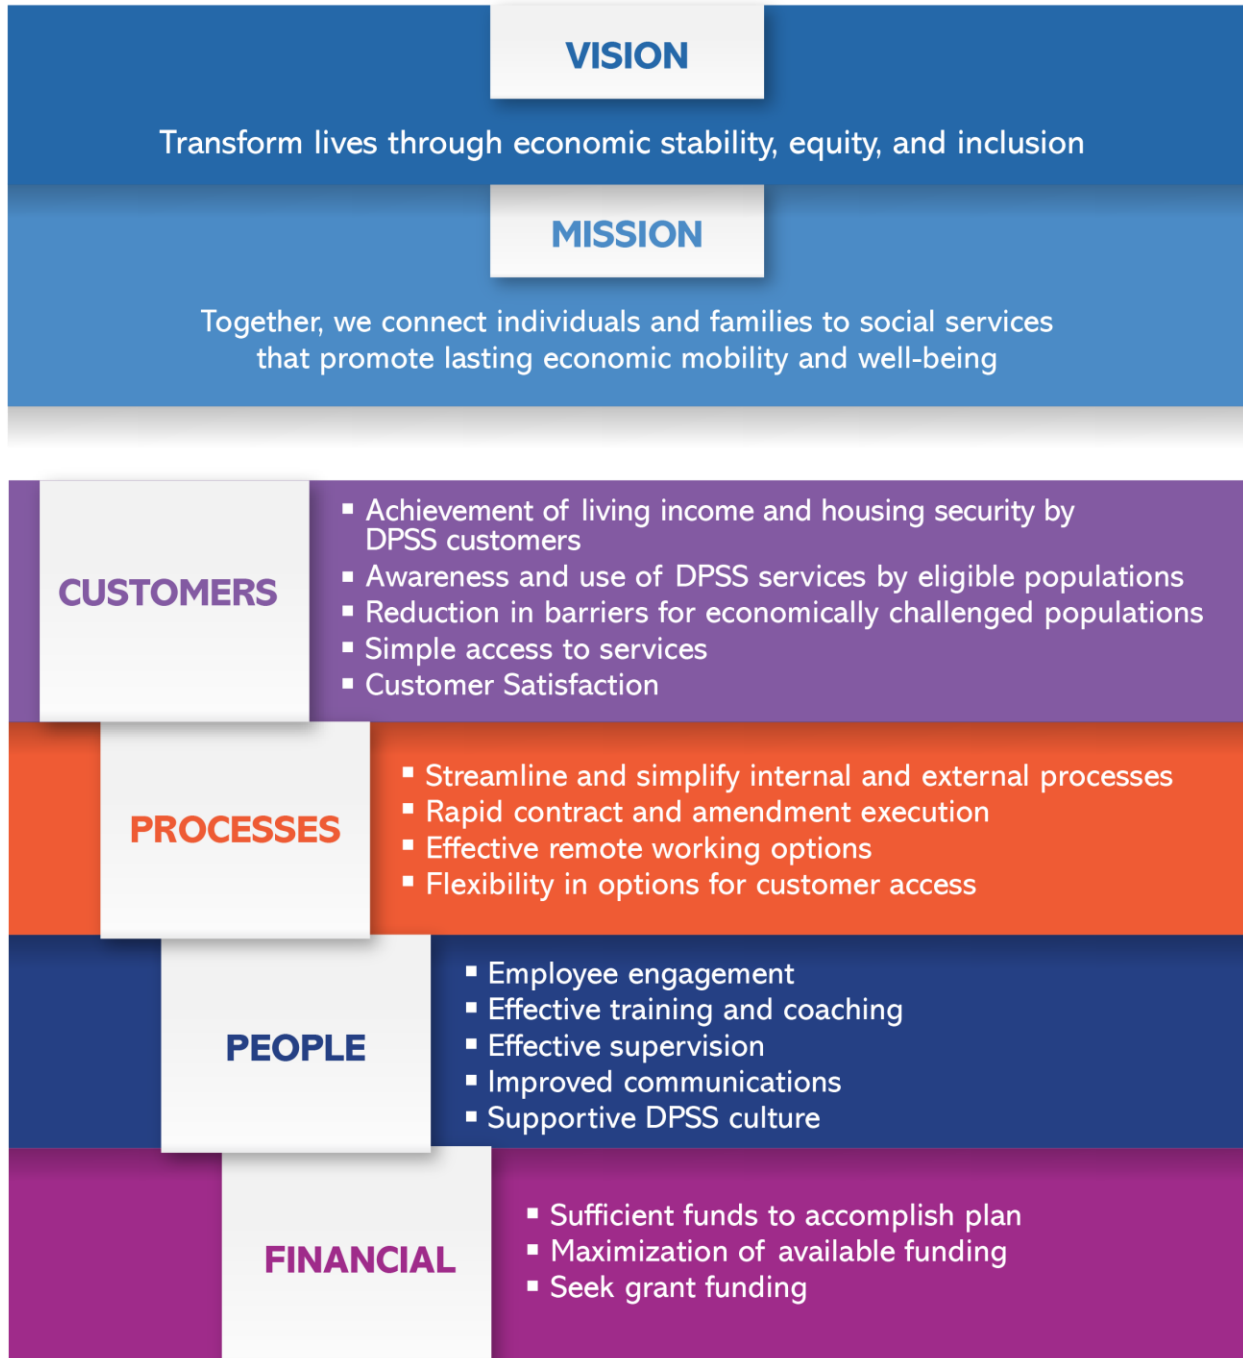 VISION
Transform lives through economic stability, equity, and inclusion
MISSION
Together, we connect individuals and families to social services
that promote lasting economic mobility and well-being
CUSTOMERS
▪ Achievement of living income and housing security by
DPSS customers
▪ Awareness and use of DPSS services by eligible populations
▪ Reduction in barriers for economically challenged populations
▪ Simple access to services
▪ Customer Satisfaction
PROCESSES
▪ Streamline and simplify internal and external processes
▪ Rapid contract and amendment execution
▪ Effective remote working options
▪ Flexibility in options for customer access
PEOPLE
▪ Employee engagement
▪ Effective training and coaching
▪ Effective supervision
▪ Improved communications
▪ Supportive DPSS culture
FINANCIAL
▪ Sufficient funds to accomplish plan
▪ Maximization of available funding
▪ Seek grant funding